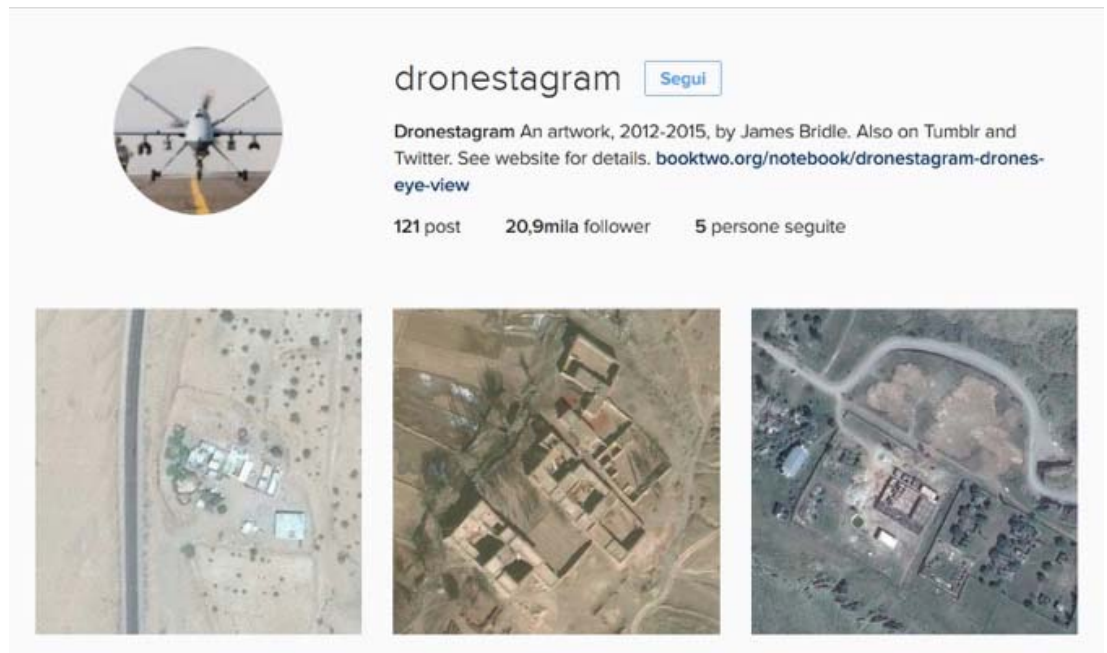 dronestagram Segui
Dronestagram An artwork, 2012-2015, by James Bridle. Also on Tumblr and
Twitter. See website for details. booktwo.org/notebook/dronestagram-drones-
eye-view
121 post 20,9mila follower 5 persone seguite